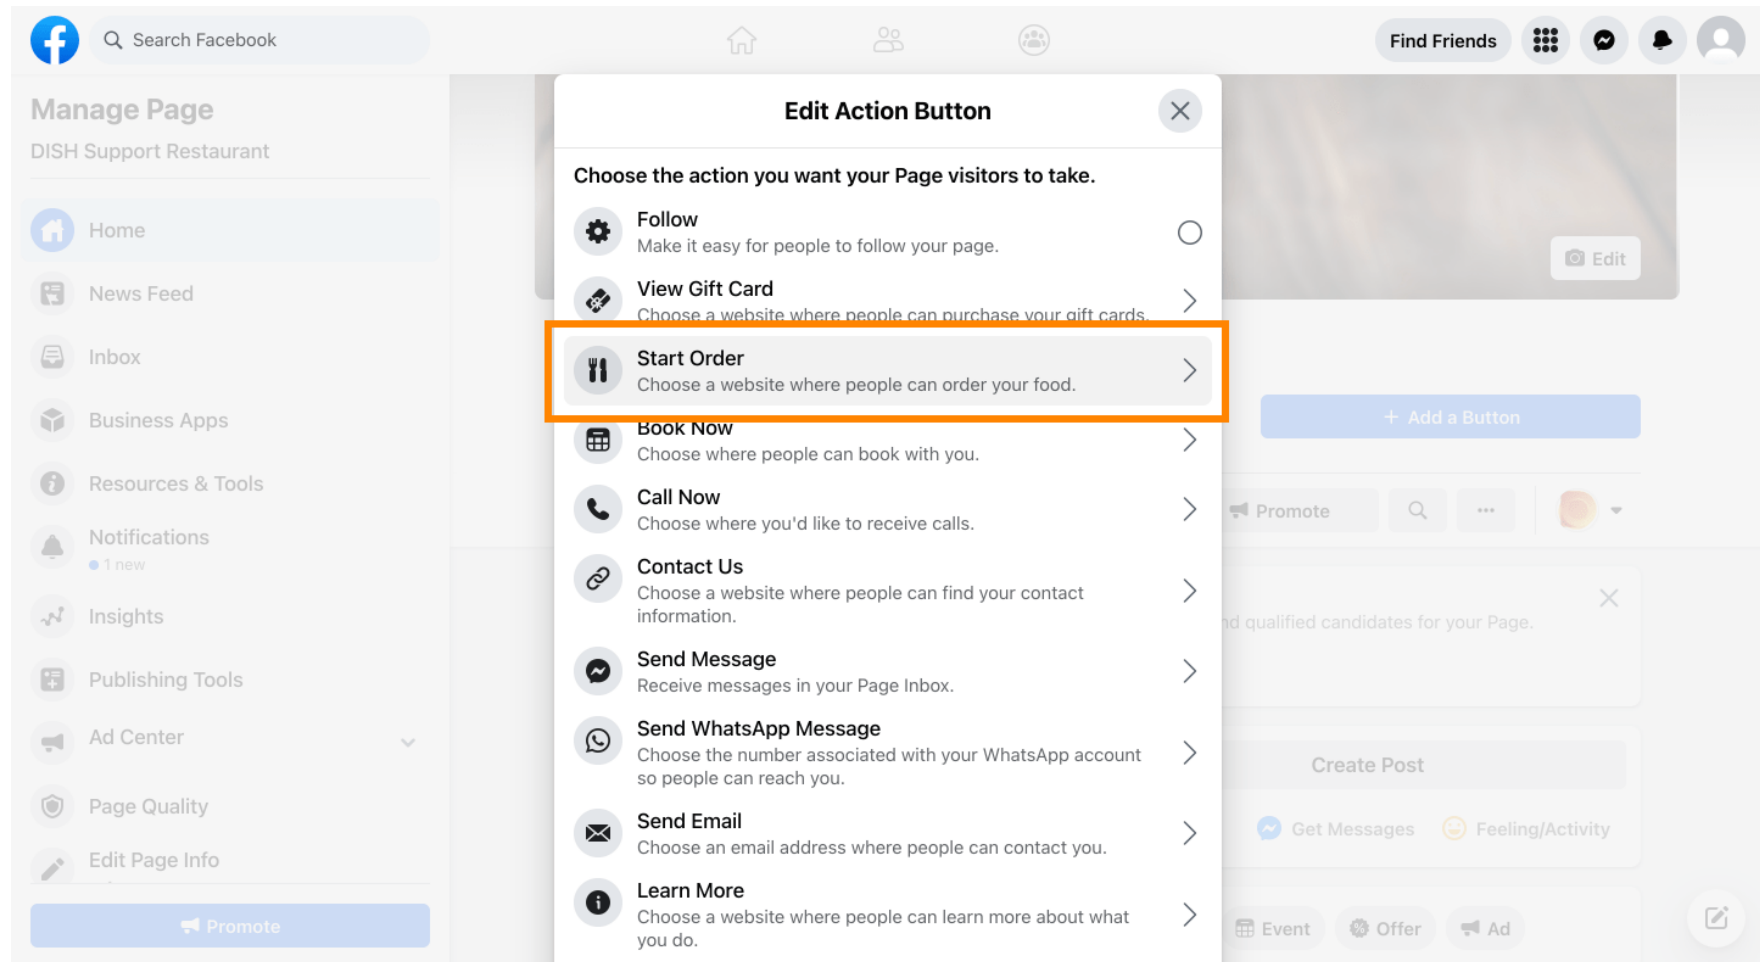 Search Facebook
Find Friends
Manage Page
DISH Support Restaurant
Home
News Feed
Inbox
Business Apps
Resources & Tools
Notifications
1 new
Insights
Publishing Tools
Ad Center
Page Quality
Edit Page Info
Promote
Edit Action Button
Choose the action you want your Page visitors to take.
Follow
Make it easy for people to follow your page.
View Gift Card
Choose a website where people can purchase your gift cards.
Start Order
Choose a website where people can order your food.
Book Now
Choose where people can book with you.
Call Now
Choose where you'd like to receive calls.
Contact Us
Choose a website where people can find your contact
information.
Send Message
Receive messages in your Page Inbox.
Send WhatsApp Message
Choose the number associated with your WhatsApp account
so people can reach you.
Send Email
Choose an email address where people can contact you.
Learn More
Choose a website where people can learn more about what
you do.
Edit
+ Add a Button
Promote
qualified candidates for your Page.
Create Post
Get Messages
Feeling/Activity
Event
Offer
Ad